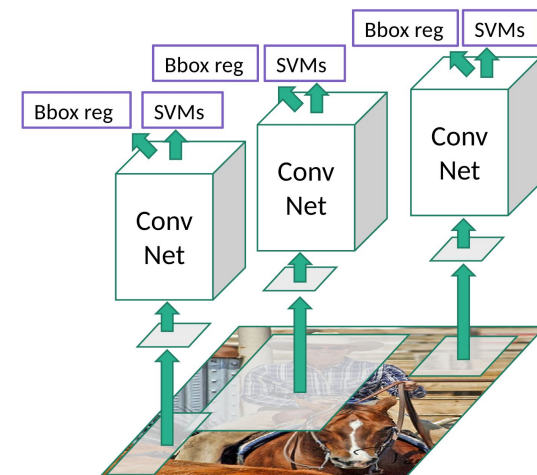 Bbox reg SVMs
Bbox reg SVMs
Bbox reg SVMs
Conv
Net
Conv
Net
Conv
Net